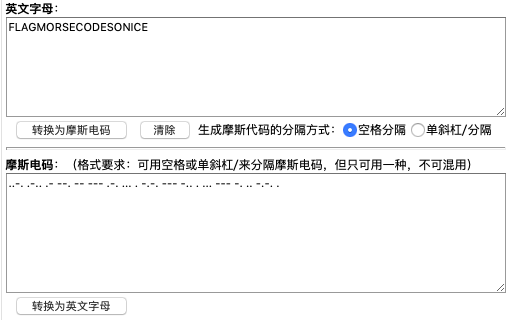 英文字母：
FLAGMORSECODESONICE
转换为摩斯电码 清除 生成摩斯代码的分隔方式： 空格分隔 单斜杠/分隔
摩斯电码：（格式要求：可用空格或单斜杠/来分隔摩斯电码，但只可用一种，不可混用）
..-. .-.. .- --. -- --- .-. ... . -.-. --- -.. . ... --- -. .. -.-. .
转换为英文字母